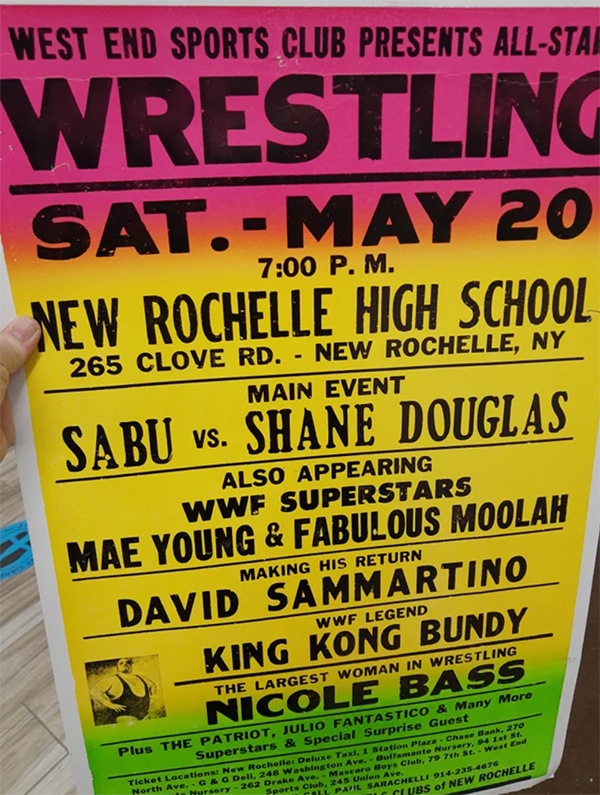 WEST END SPORTS CLUB PRESENTS ALL-STAR
WRESTLING
SAT. - MAY 20
7:00 P. M.
NEW ROCHELLE HIGH SCHOOL
265 CLOVE RD. - NEW ROCHELLE, NY
MAIN EVENT
SABU vs. SHANE DOUGLAS
ALSO APPEARING
WWF SUPERSTARS
MAE YOUNG & FABULOUS MOOLAH
MAKING HIS RETURN
DAVID SAMMARTINO
WWF LEGEND
KING KONG BUNDY
THE LARGEST WOMAN IN WRESTLING
NICOLE BASS
Plus THE PATRIOT, JULIO FANTASTICO & Many More
Superstars & Special Surprise Guest
Ticket Locations: New Rochelle: Deluxe Taxi, 1 Station Plaza - Chase Bank, 270
North Ave. - G & G Deli, 248 Washington Ave. - Bulfamante Nursery, 94 1st St.
Nursery - 262 Drake Ave. - Mascaro Boys Club, 79 7th St. - West End
Sports Club, 245 Union Ave.
CALL PAUL SARACHELLI 914-235-4676
CLUBS of NEW ROCHELLE